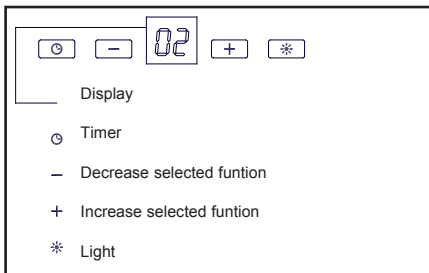 02
Display
Timer
Decrease selected funtion
Increase selected funtion
Light